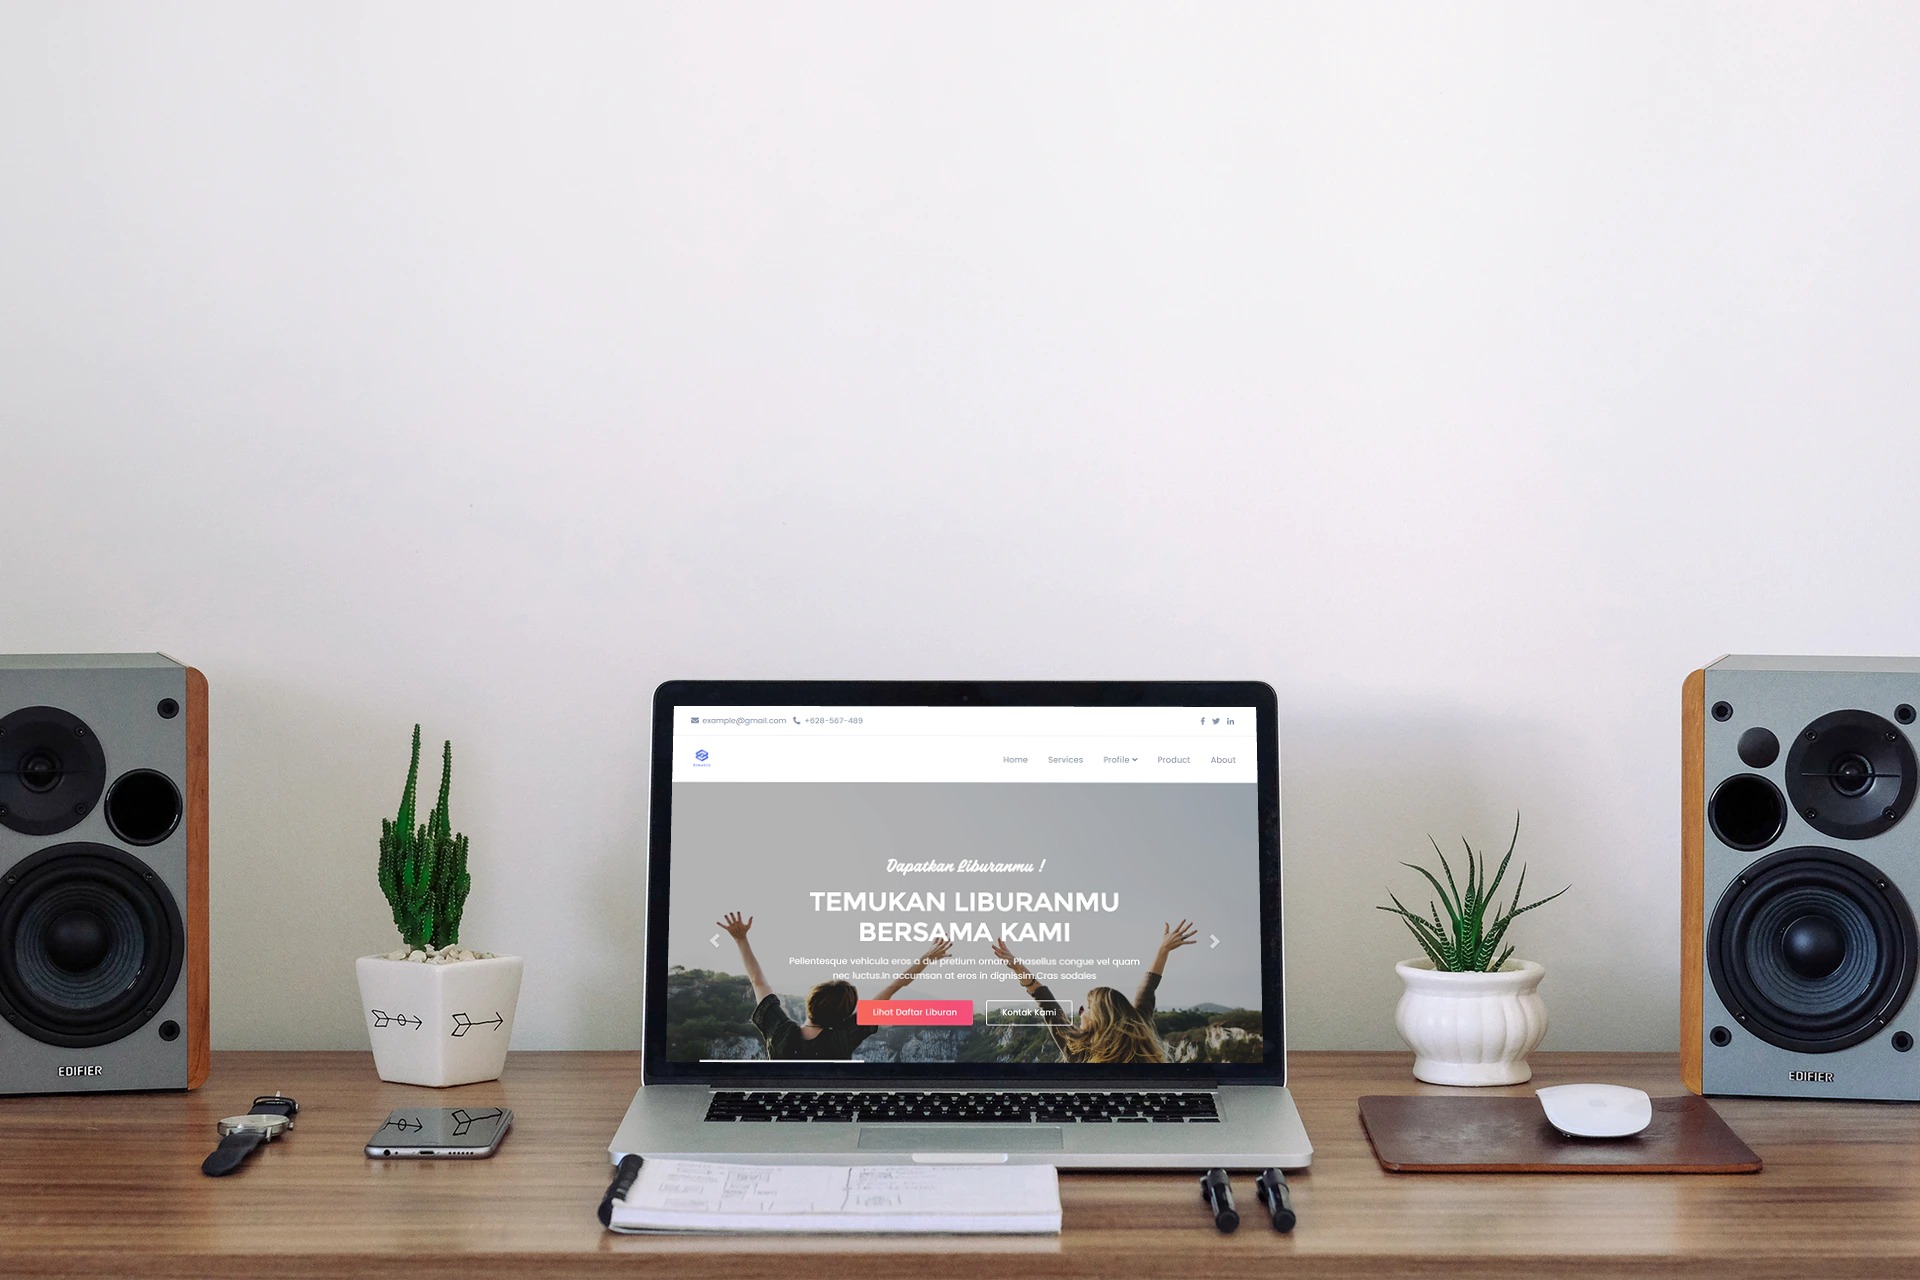 example@gmail.com +628-567-489
Home Services Profile Product About
Dapatkan Liburanmu !
TEMUKAN LIBURANMU
BERSAMA KAMI
Pellentesque vehicula eros a dui pretium ornare. Phasellus congue vel quam
nec luctus.In accumsan at eros in dignissim.Cras sodales
Lihat Daftar Liburan Kontak Kami
EDIFIER
EDIFIER